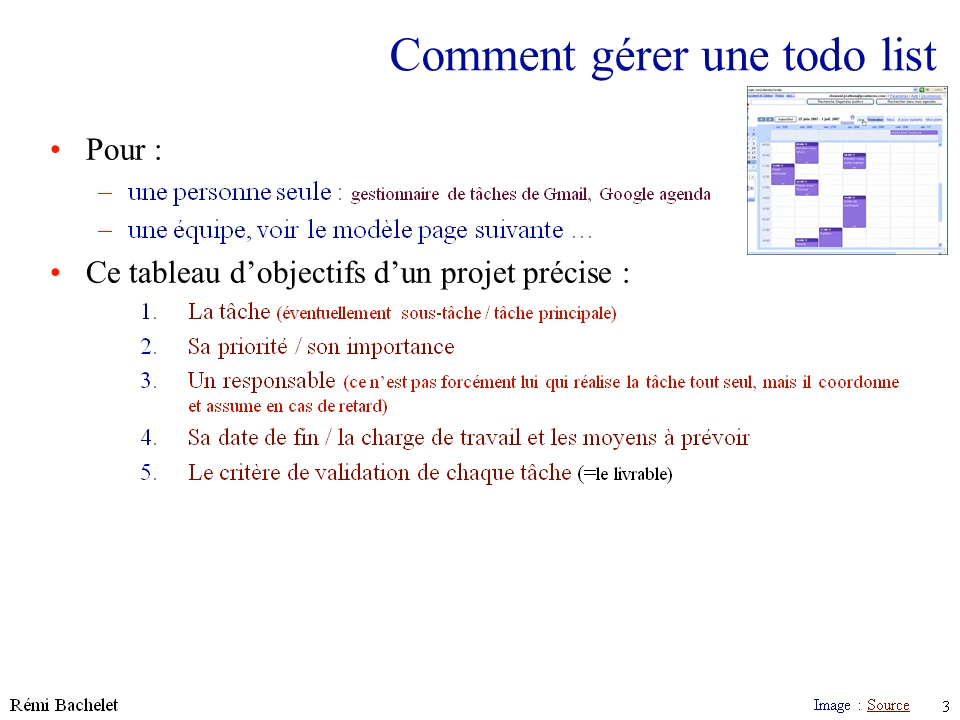 Comment gérer une todo list
• Pour :
– une personne seule : gestionnaire de tâches de Gmail, Google agenda
– une équipe, voir le modèle page suivante …
• Ce tableau d’objectifs d’un projet précise :
1. La tâche (éventuellement sous-tâche / tâche principale)
2. Sa priorité / son importance
3. Un responsable (ce n’est pas forcément lui qui réalise la tâche tout seul, mais il coordonne
et assume en cas de retard)
4. Sa date de fin / la charge de travail et les moyens à prévoir
5. Le critère de validation de chaque tâche (=le livrable)
Rémi Bachelet
Image : Source
3